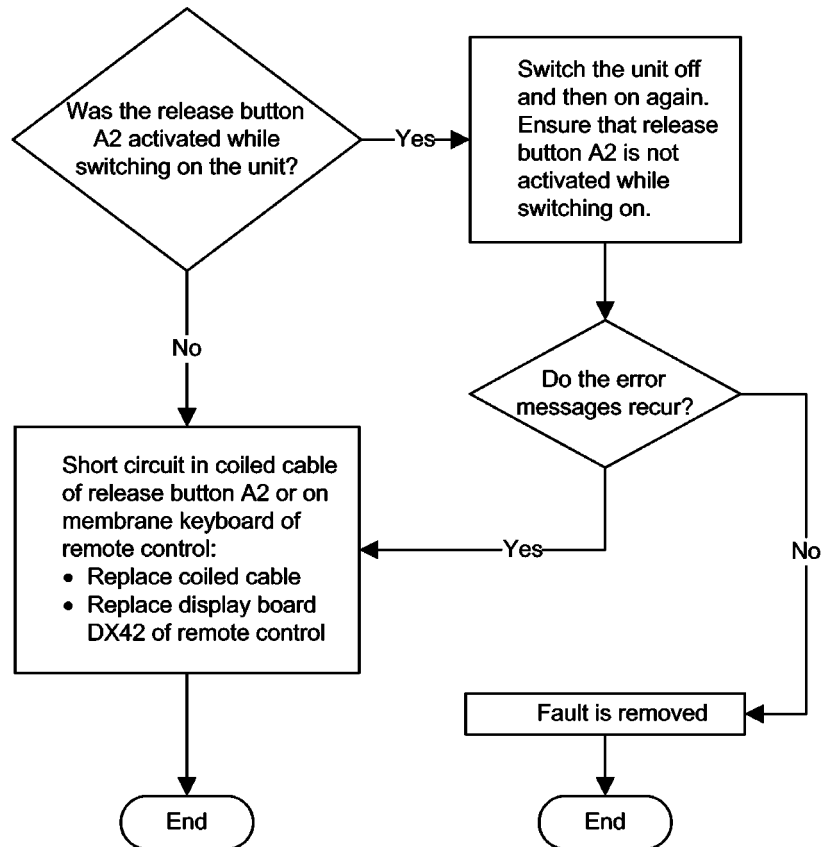 Was the release button
A2 activated while
switching on the unit?
Yes
Switch the unit off
and then on again.
Ensure that release
button A2 is not
activated while
switching on.
No
Do the error
messages recur?
Short circuit in coiled cable
of release button A2 or on
membrane keyboard of
remote control:
• Replace coiled cable
• Replace display board
DX42 of remote control
Yes
No
Fault is removed
End
End